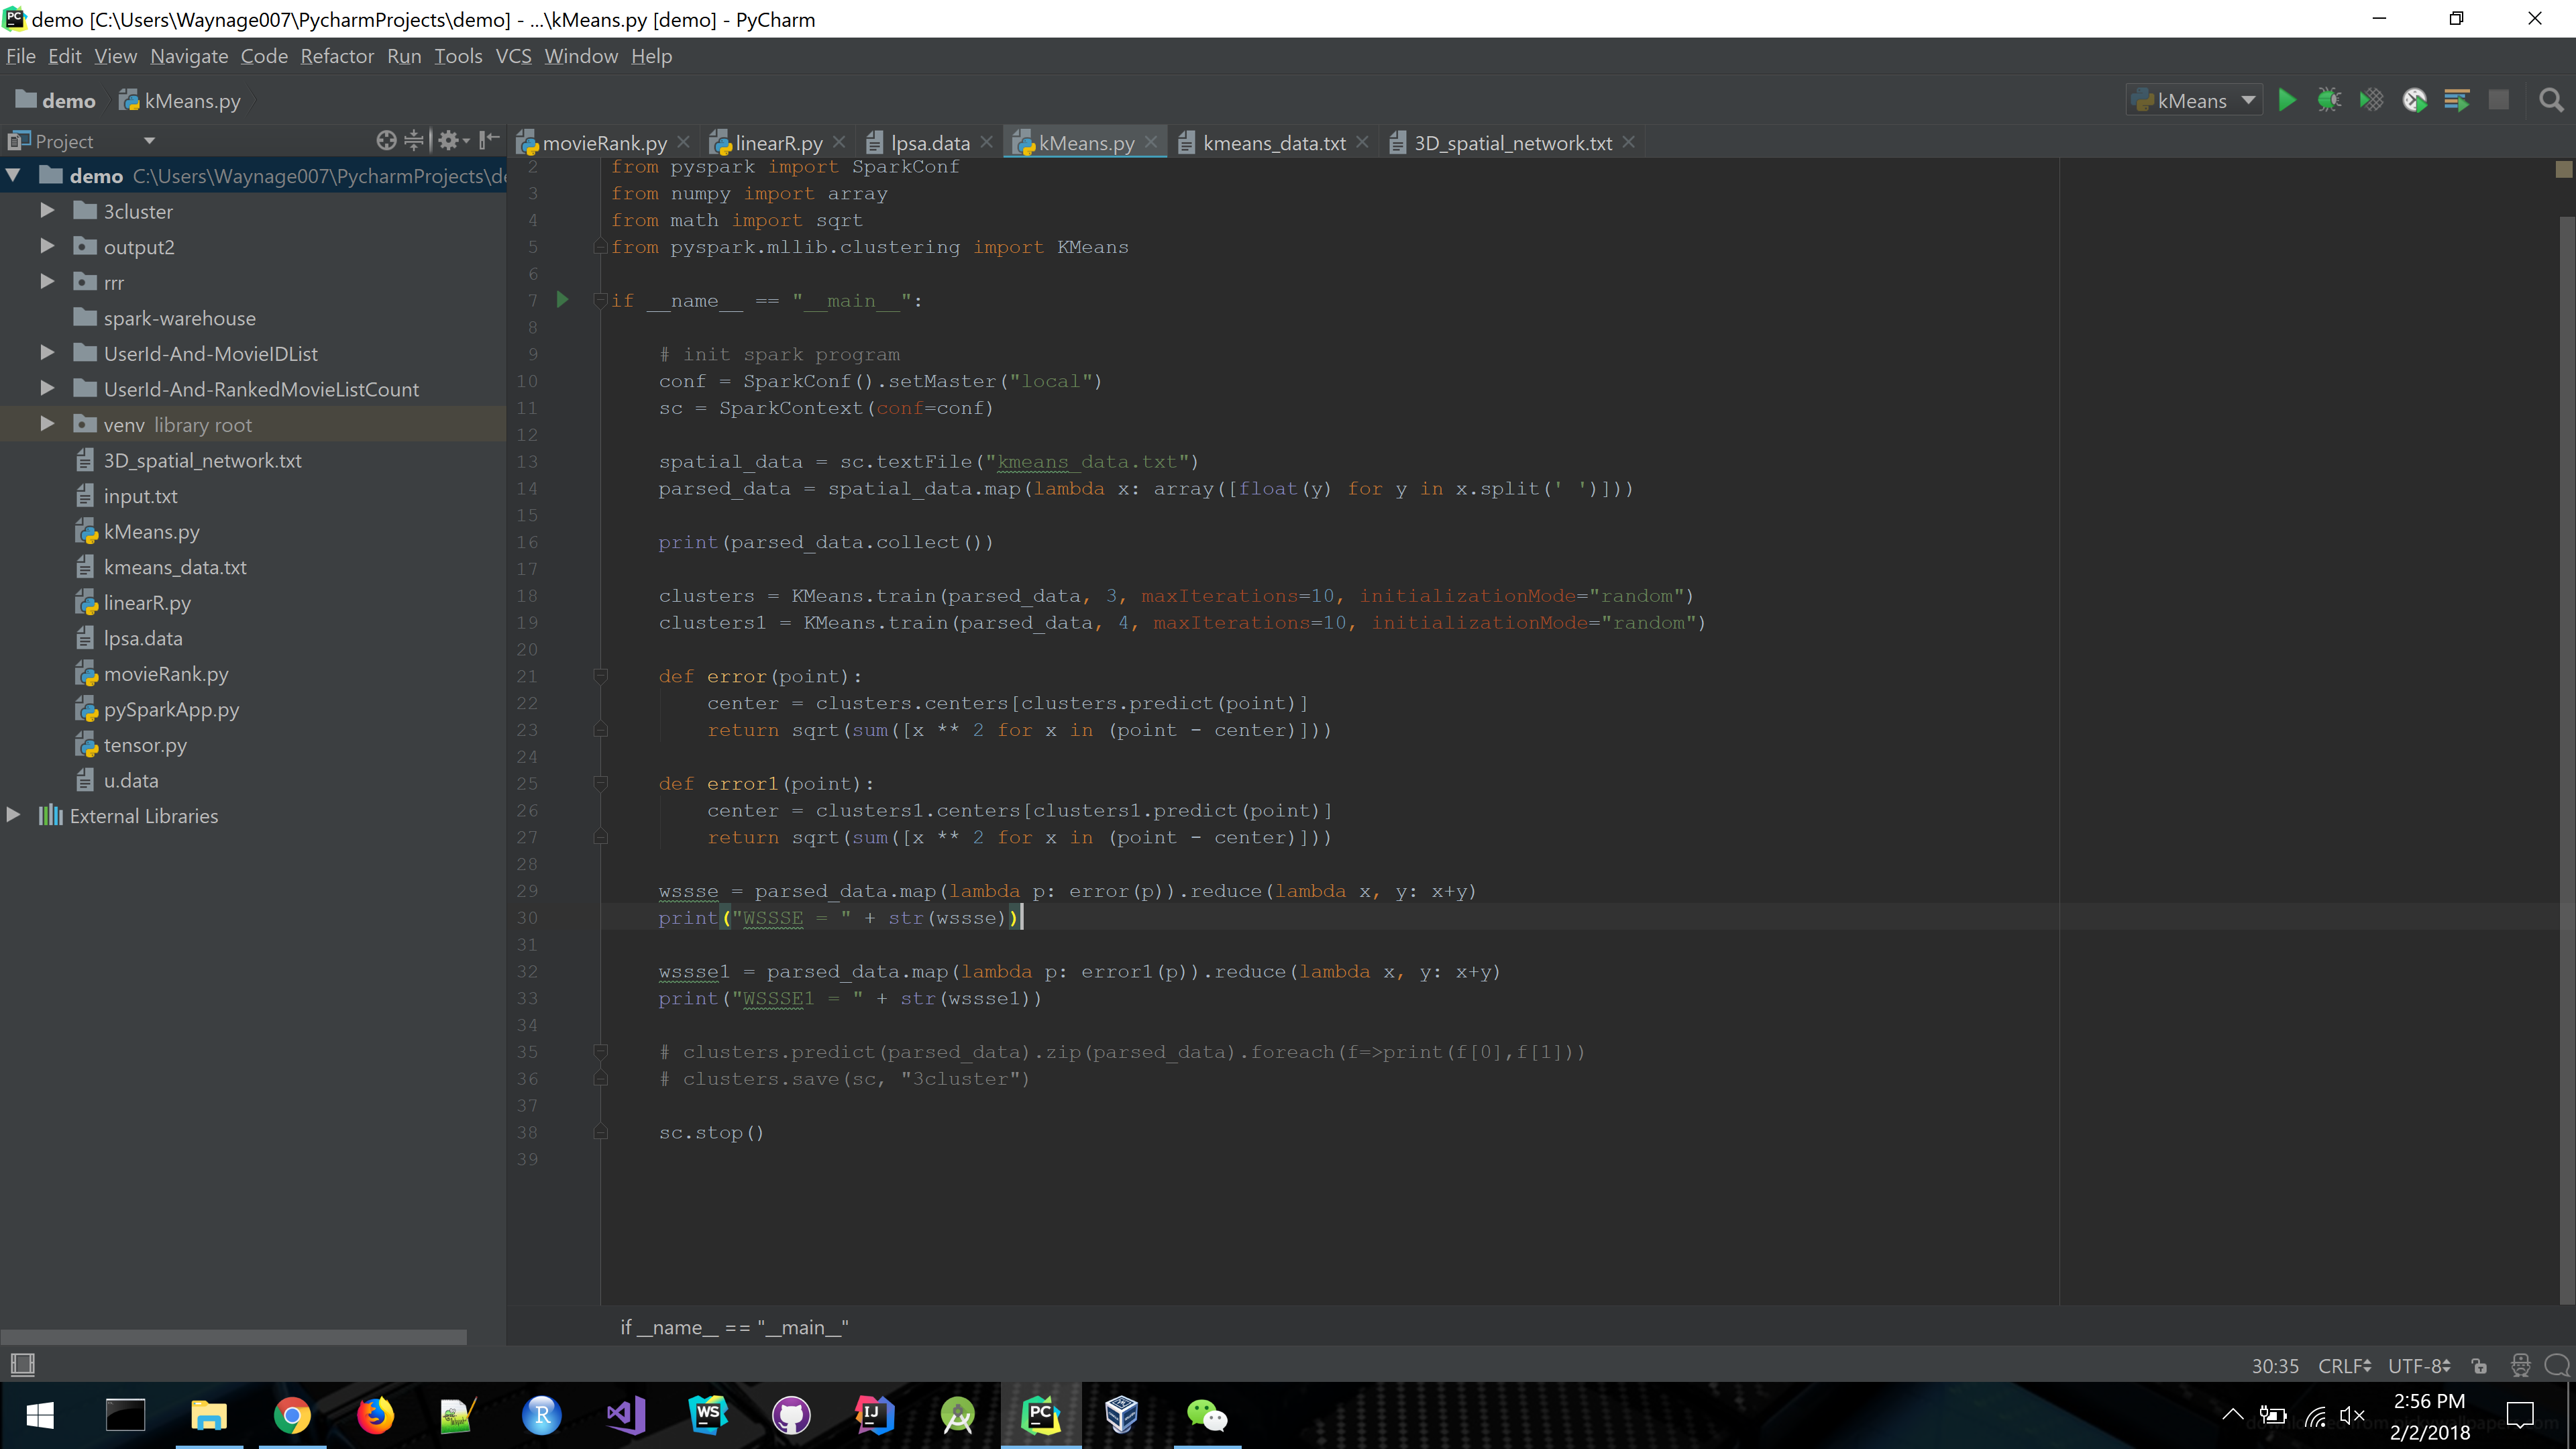 demo [C:\Users\Waynage007\PycharmProjects\demo] - ...\kMeans.py [demo] - PyCharm
File Edit View Navigate Code Refactor Run Tools VCS Window Help
demo kMeans.py kMeans
Project
movieRank.py linearR.py lpsa.data kMeans.py kmeans_data.txt 3D_spatial_network.txt
demo C:\Users\Waynage007\PycharmProjects\de
3cluster
output2
rrr
spark-warehouse
UserId-And-MovieIDList
UserId-And-RankedMovieListCount
venv library root
3D_spatial_network.txt
input.txt
kMeans.py
kmeans_data.txt
linearR.py
lpsa.data
movieRank.py
pySparkApp.py
tensor.py
u.data
External Libraries
2 from pyspark import SparkConf
3 from numpy import array
4 from math import sqrt
5 from pyspark.mllib.clustering import KMeans
6
7 if __name__ == "__main__":
8
9 # init spark program
10 conf = SparkConf().setMaster("local")
11 sc = SparkContext(conf=conf)
12
13 spatial_data = sc.textFile("kmeans_data.txt")
14 parsed_data = spatial_data.map(lambda x: array([float(y) for y in x.split(' ')]))
15
16 print(parsed_data.collect())
17
18 clusters = KMeans.train(parsed_data, 3, maxIterations=10, initializationMode="random")
19 clusters1 = KMeans.train(parsed_data, 4, maxIterations=10, initializationMode="random")
20
21 def error(point):
22 center = clusters.centers[clusters.predict(point)]
23 return sqrt(sum([x ** 2 for x in (point - center)]))
24
25 def error1(point):
26 center = clusters1.centers[clusters1.predict(point)]
27 return sqrt(sum([x ** 2 for x in (point - center)]))
28
29 wssse = parsed_data.map(lambda p: error(p)).reduce(lambda x, y: x+y)
30 print("WSSSE = " + str(wssse))
31
32 wssse1 = parsed_data.map(lambda p: error1(p)).reduce(lambda x, y: x+y)
33 print("WSSSE1 = " + str(wssse1))
34
35 # clusters.predict(parsed_data).zip(parsed_data).foreach(f=>print(f[0],f[1]))
36 # clusters.save(sc, "3cluster")
37
38 sc.stop()
39
if __name__ == "__main__"
30:35 CRLF UTF-8
2:56 PM
2/2/2018